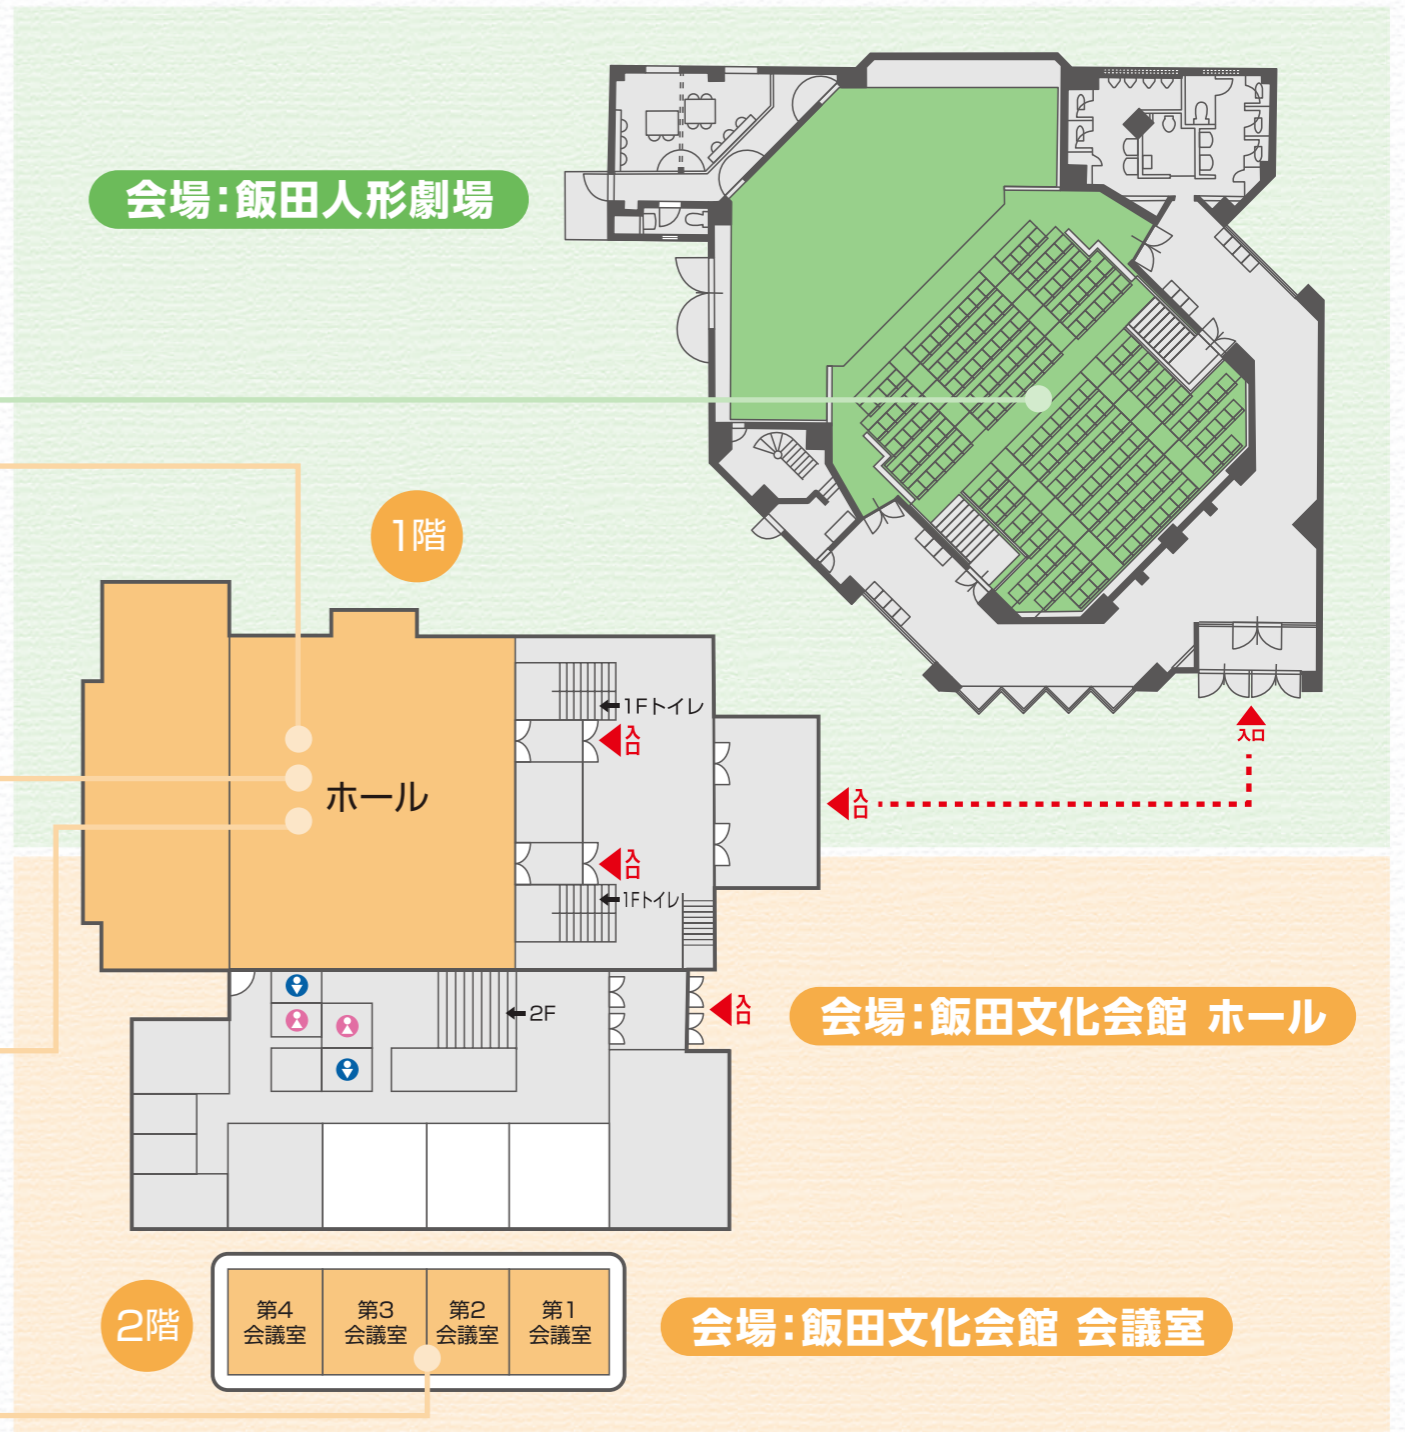 会場：飯田人形劇場
1階
1Fトイレ
入口
ホール
入口
入口
入口
1Fトイレ
2F
入口
会場：飯田文化会館 ホール
2階
第4
会議室
第3
会議室
第2
会議室
第1
会議室
会場：飯田文化会館 会議室